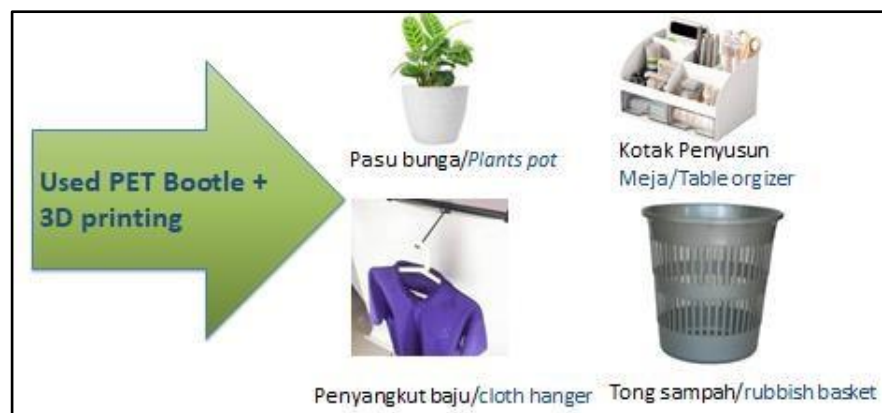 Used PET Bootle +
3D printing
Pasu bunga/Plants pot
Kotak Penyusun
Meja/Table orgizer
Penyangkut baju/cloth hanger
Tong sampah/rubbish basket